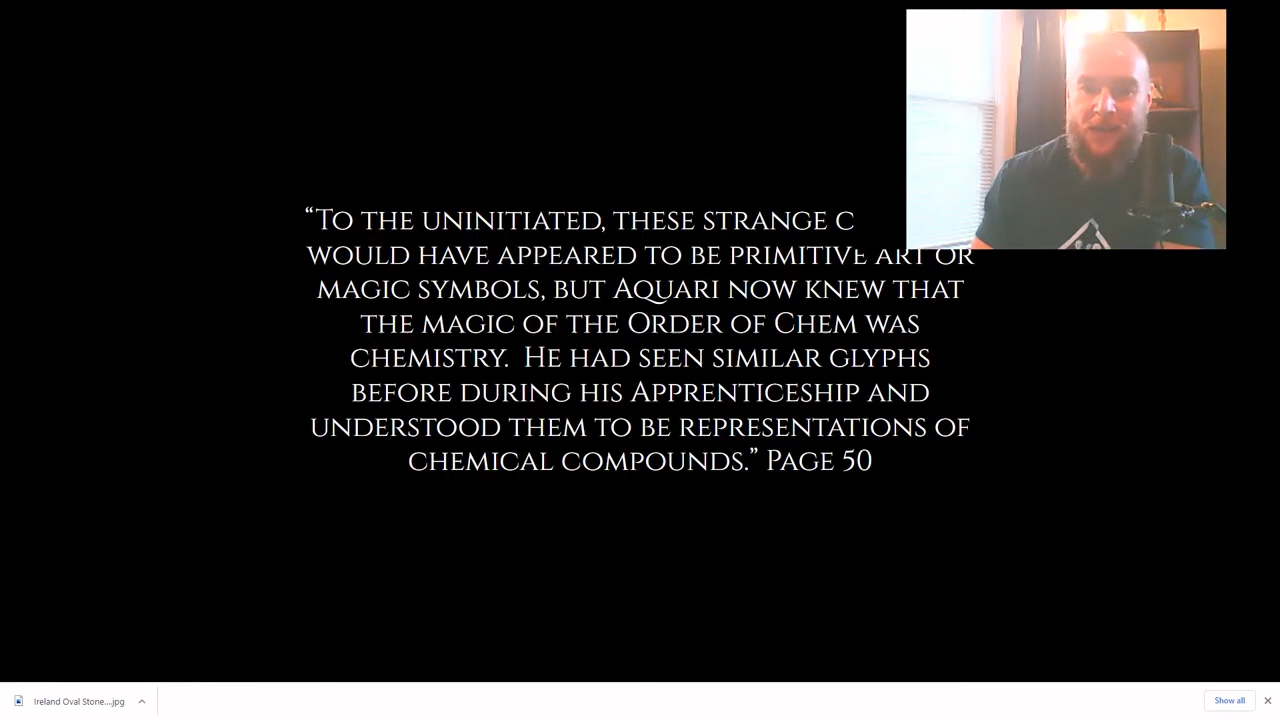 “To the uninitiated, these strange c
would have appeared to be primitive art or
magic symbols, but Aquari now knew that
the magic of the Order of Chem was
chemistry.  He had seen similar glyphs
before during his Apprenticeship and
understood them to be representations of
chemical compounds.” Page 50
Ireland Oval Stone....jpg
Show all